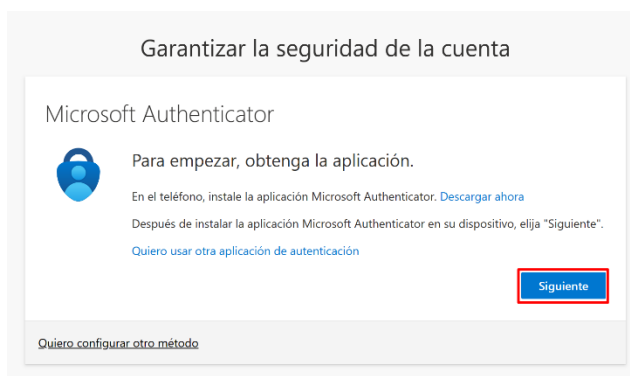 Garantizar la seguridad de la cuenta
Microsoft Authenticator
Para empezar, obtenga la aplicación.
En el teléfono, instale la aplicación Microsoft Authenticator. Descargar ahora
Después de instalar la aplicación Microsoft Authenticator en su dispositivo, elija "Siguiente".
Quiero usar otra aplicación de autenticación
Siguiente
Quiero configurar otro método